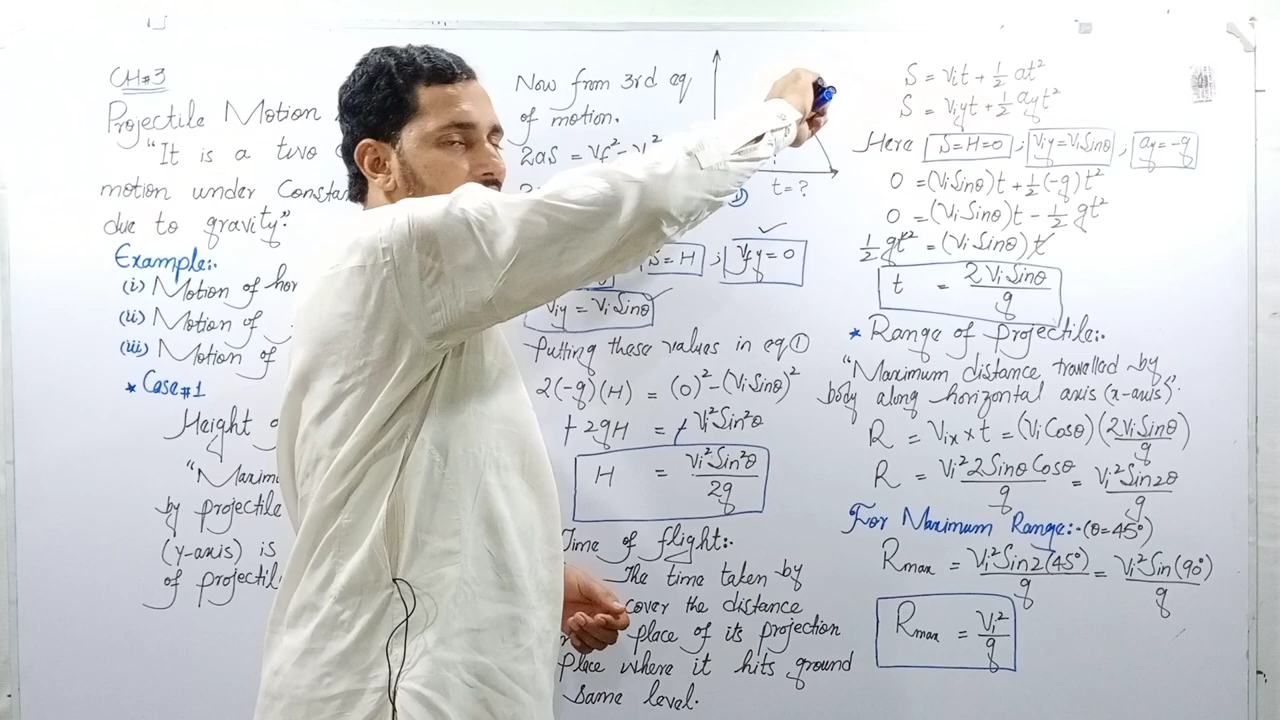 CH#3
Projectile Motion
"It is a two
motion under Constan
due to gravity".
Example:-
(i) Motion of hor
(ii) Motion of
(iii) Motion of
* Case#1
Height o
"Maxim
by projectile
(y-axis) is
of projectil
Now from 3rd eq
of motion.
2aS = Vf² - Vi²
S = H ; Vfy = 0
Viy = Vi Sinθ
Putting these values in eq ①
2(-g)(H) = (0)² - (Vi Sinθ)²
+ 2gH = + Vi² Sin²θ
H = Vi² Sin²θ / 2g
Time of flight:-
The time taken by
cover the distance
place of its projection
place where it hits ground
same level.
t = ?
S = Vit + 1/2 at²
S = Viyt + 1/2 ayt²
Here S=H=0 ; Viy = Vi Sinθ ; ay = -g
0 = (Vi Sinθ)t + 1/2 (-g) t²
0 = (Vi Sinθ)t - 1/2 gt²
1/2 gt² = (Vi Sinθ) t
t = 2 Vi Sinθ / g
* Range of Projectile:-
"Maximum distance travelled by
body along horizontal axis (x-axis)".
R = Vix × t = (Vi Cosθ) (2Vi Sinθ / g)
R = Vi² 2 Sinθ Cosθ / g = Vi² Sin2θ / g
For Maximum Range:- (θ=45°)
Rmax = Vi² Sin2(45°) / g = Vi² Sin(90°) / g
Rmax = Vi² / g